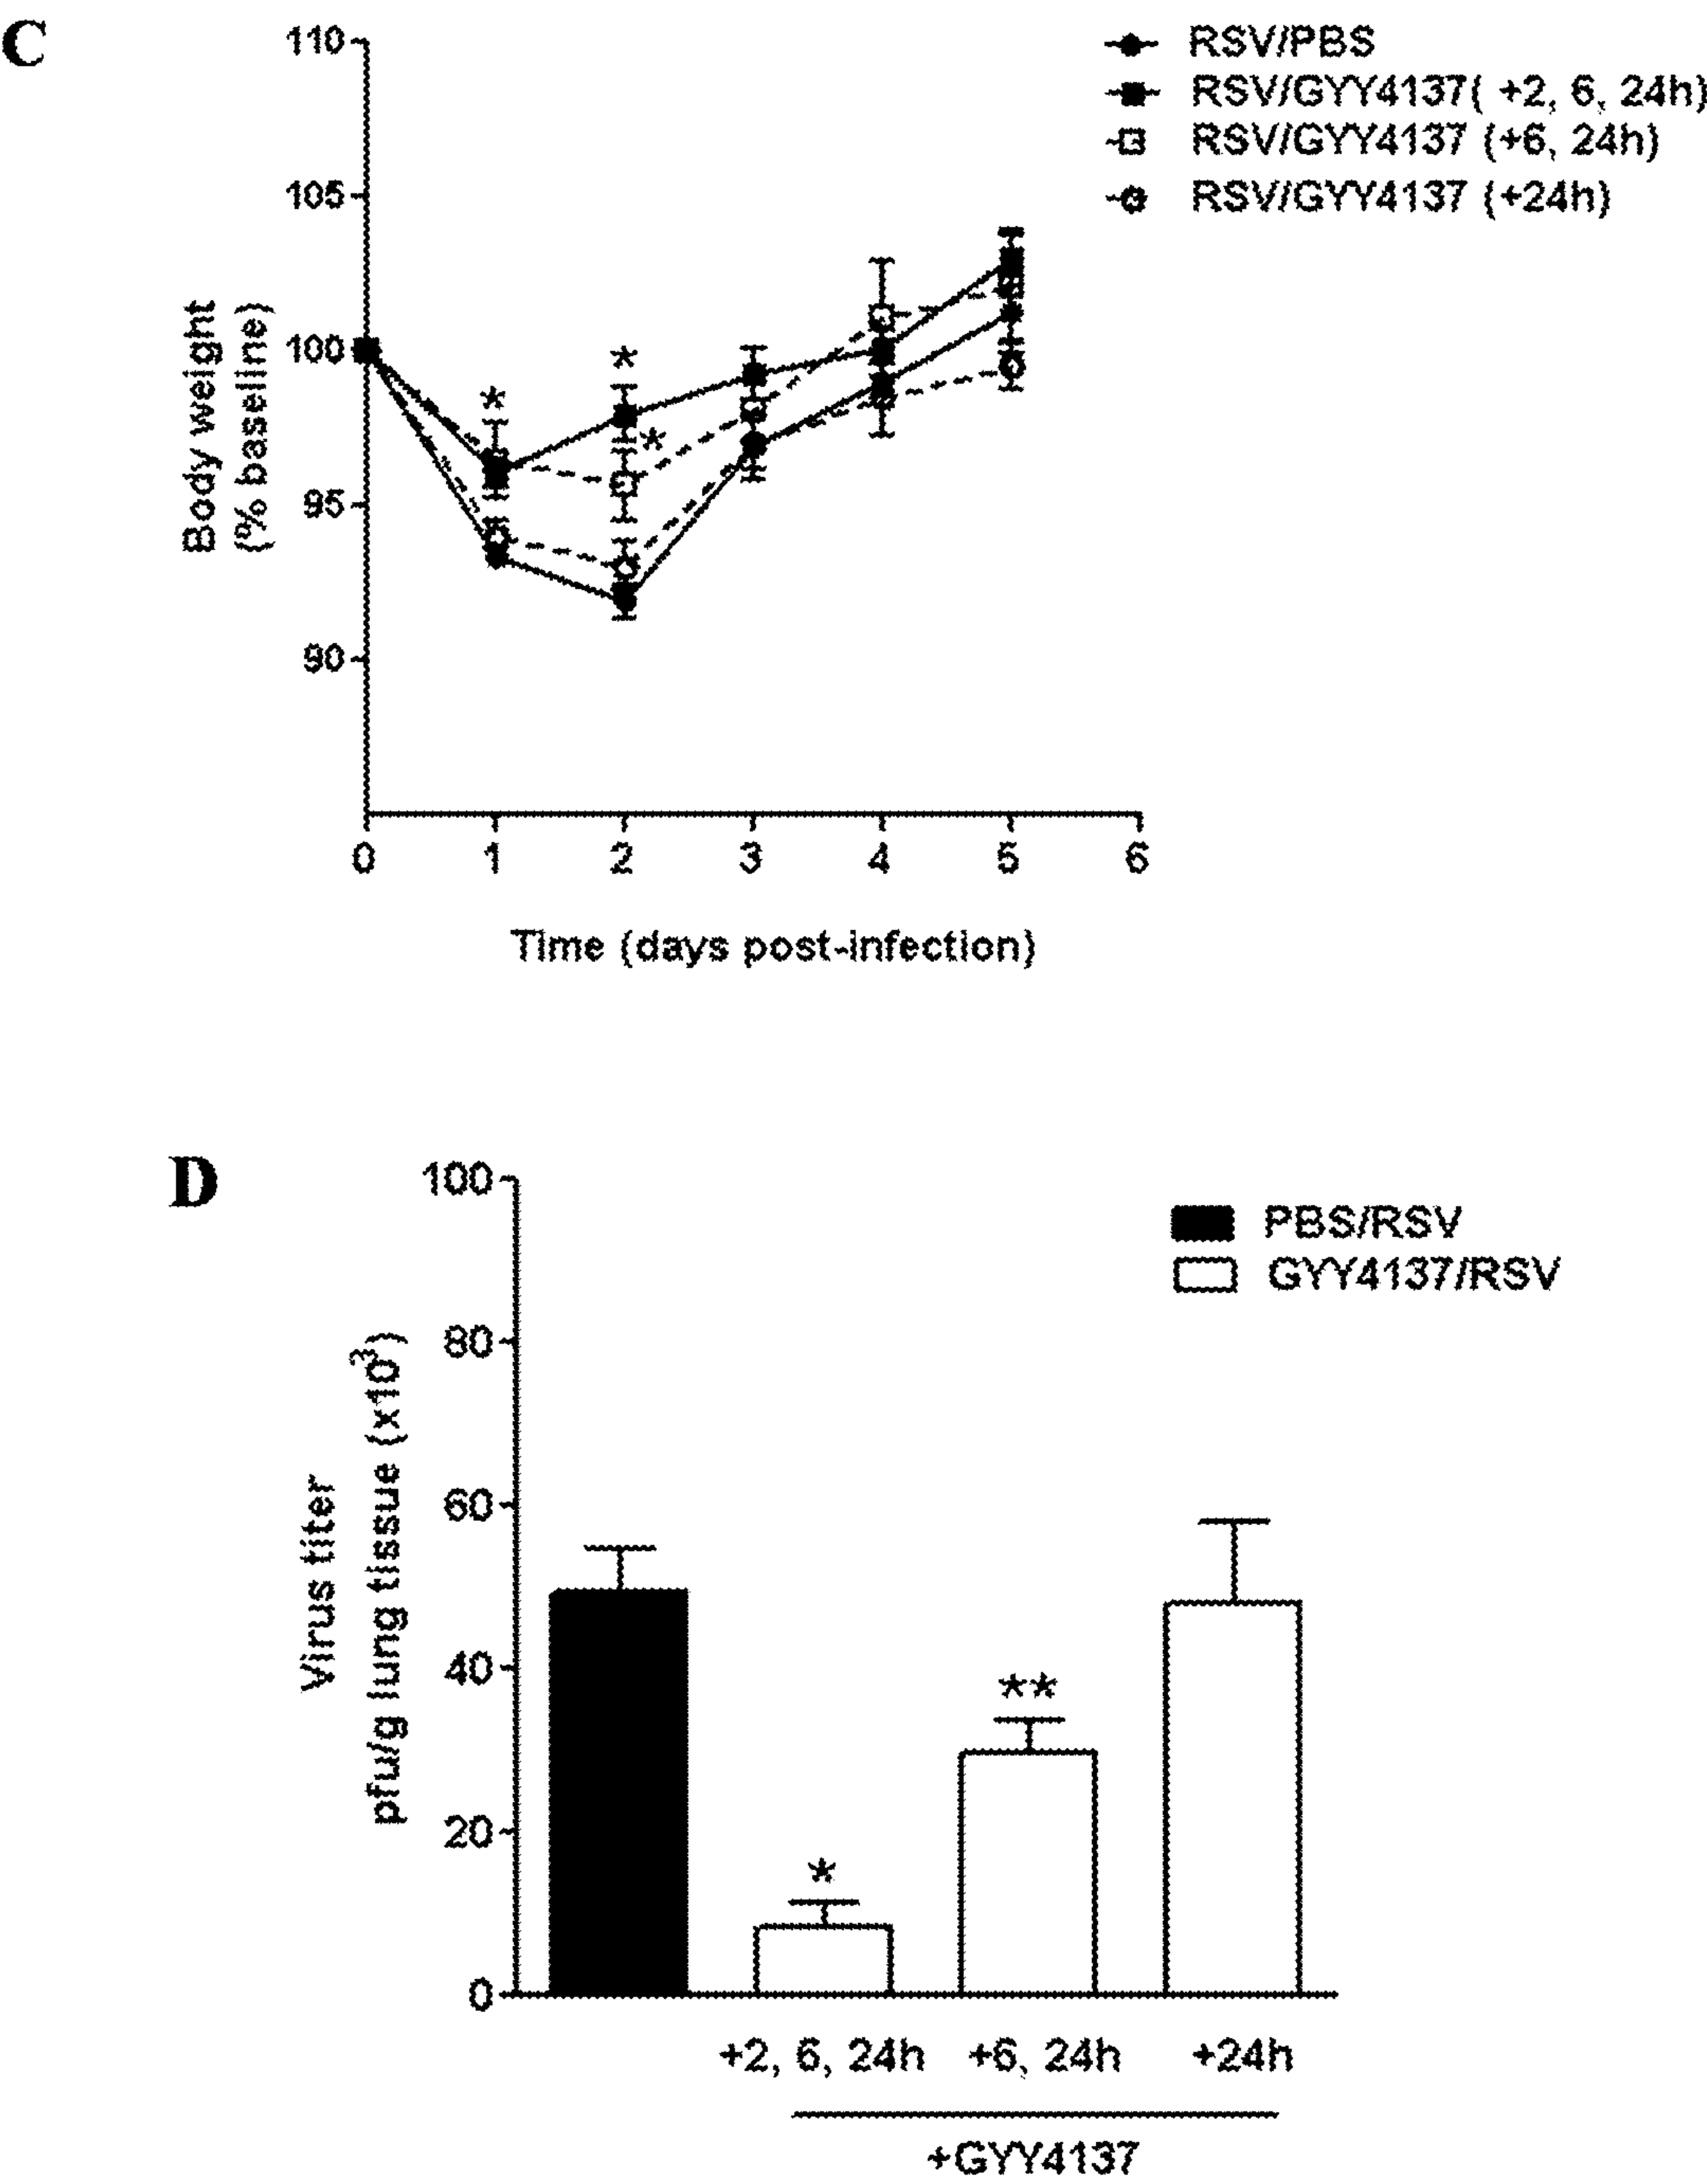 C
110
105
100
95
90
Body weight
(% baseline)
RSV/PBS
RSV/GYY4137( +2, 6, 24h)
RSV/GYY4137 (+6, 24h)
RSV/GYY4137 (+24h)
*
*
*
0 1 2 3 4 5 6
Time (days post-infection)
D
100
80
60
40
20
0
Virus titer
pfu/g lung tissue (x10³)
PBS/RSV
GYY4137/RSV
*
**
+2, 6, 24h +6, 24h +24h
+GYY4137